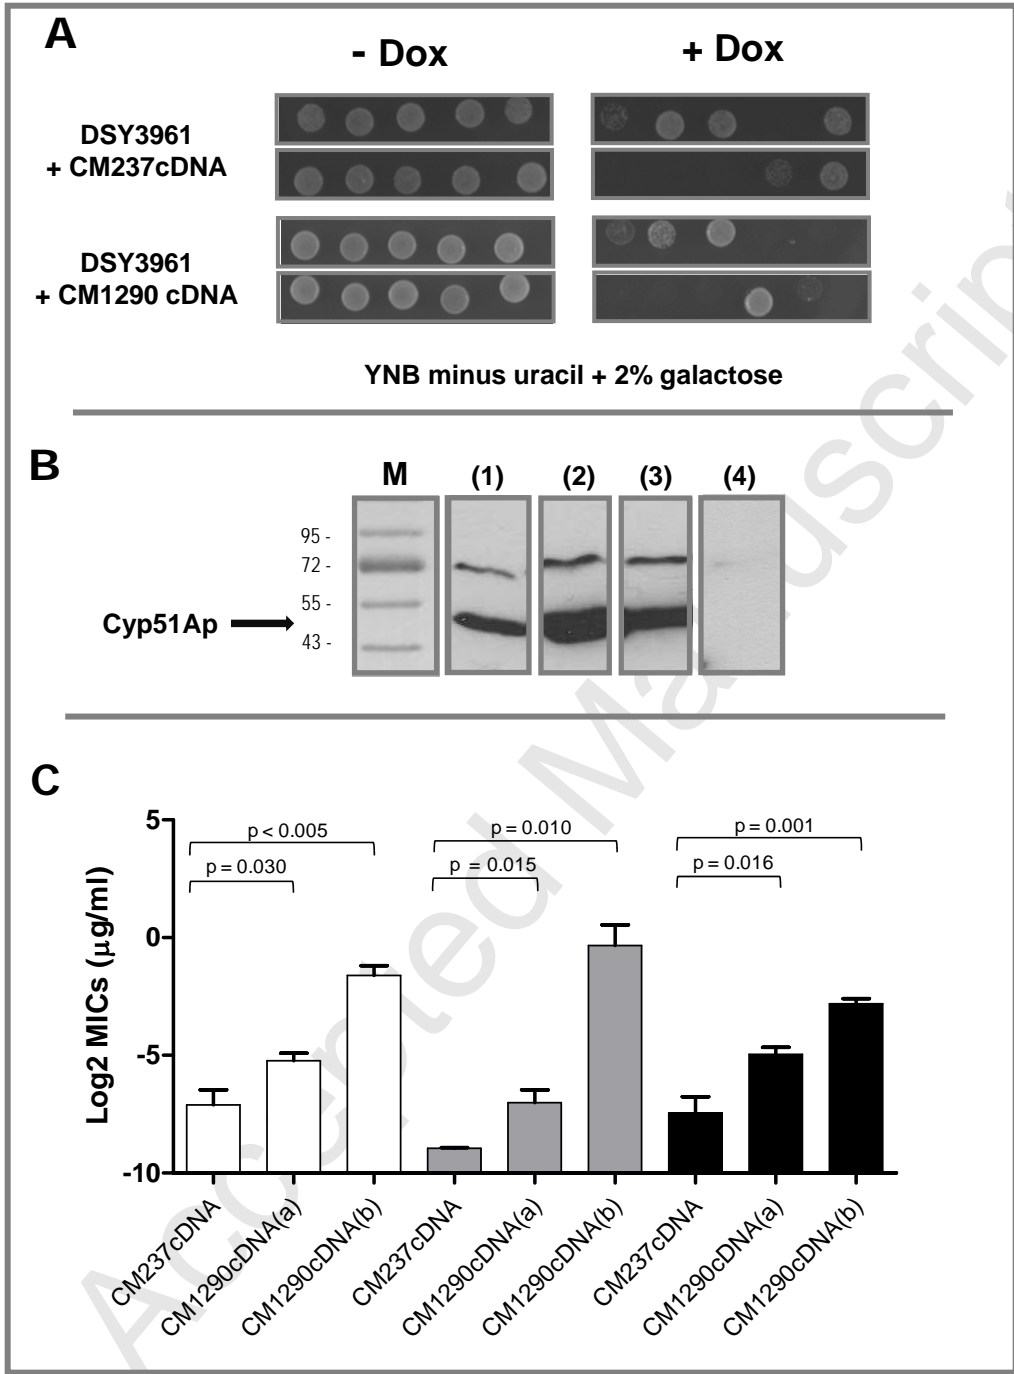 A
- Dox
+ Dox
DSY3961
+ CM237cDNA
DSY3961
+ CM1290 cDNA
YNB minus uracil + 2% galactose
B
M
(1)
(2)
(3)
(4)
95 -
72 -
55 -
43 -
Cyp51Ap
C
Log2 MICs (μg/ml)
5
0
-5
-10
p < 0.005
p = 0.030
p = 0.010
p = 0.015
p = 0.001
p = 0.016
CM237cDNA
CM1290cDNA(a)
CM1290cDNA(b)
CM237cDNA
CM1290cDNA(a)
CM1290cDNA(b)
CM237cDNA
CM1290cDNA(a)
CM1290cDNA(b)
Accepted Manuscript